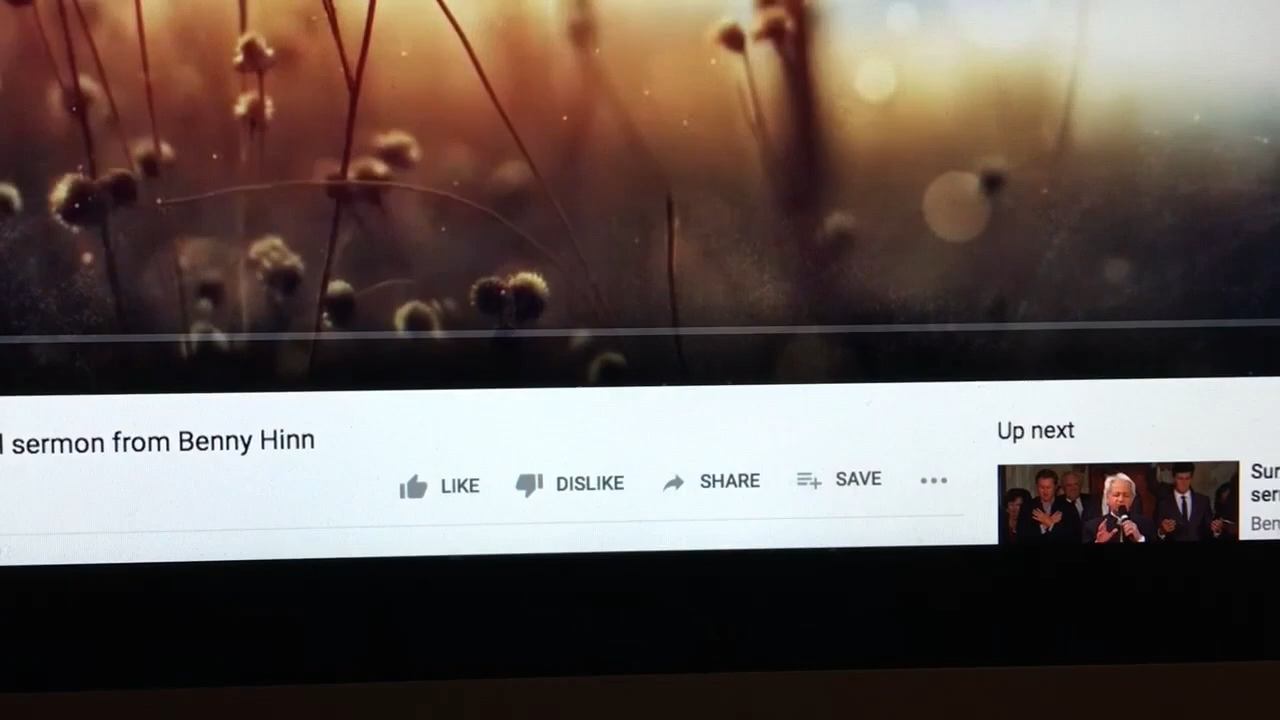 sermon from Benny Hinn
LIKE
DISLIKE
SHARE
SAVE
Up next